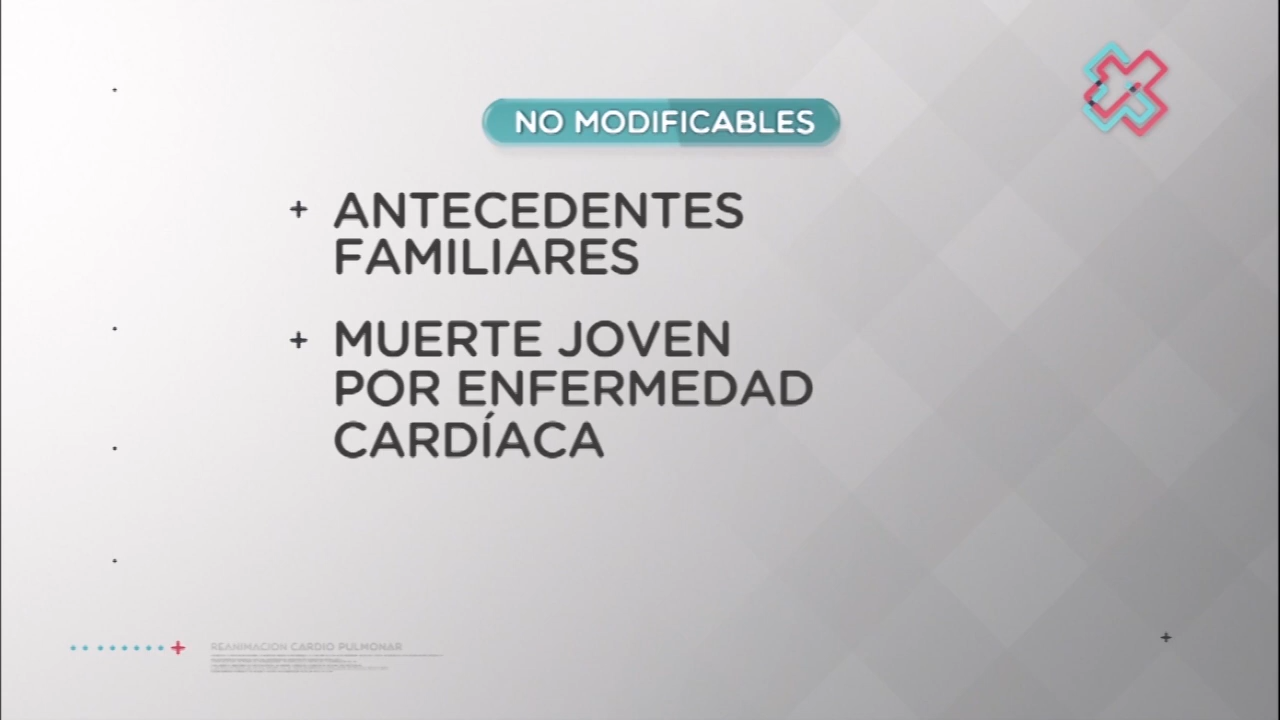 NO MODIFICABLES
+ ANTECEDENTES
FAMILIARES
+ MUERTE JOVEN
POR ENFERMEDAD
CARDÍACA
REANIMACION CARDIO PULMONAR